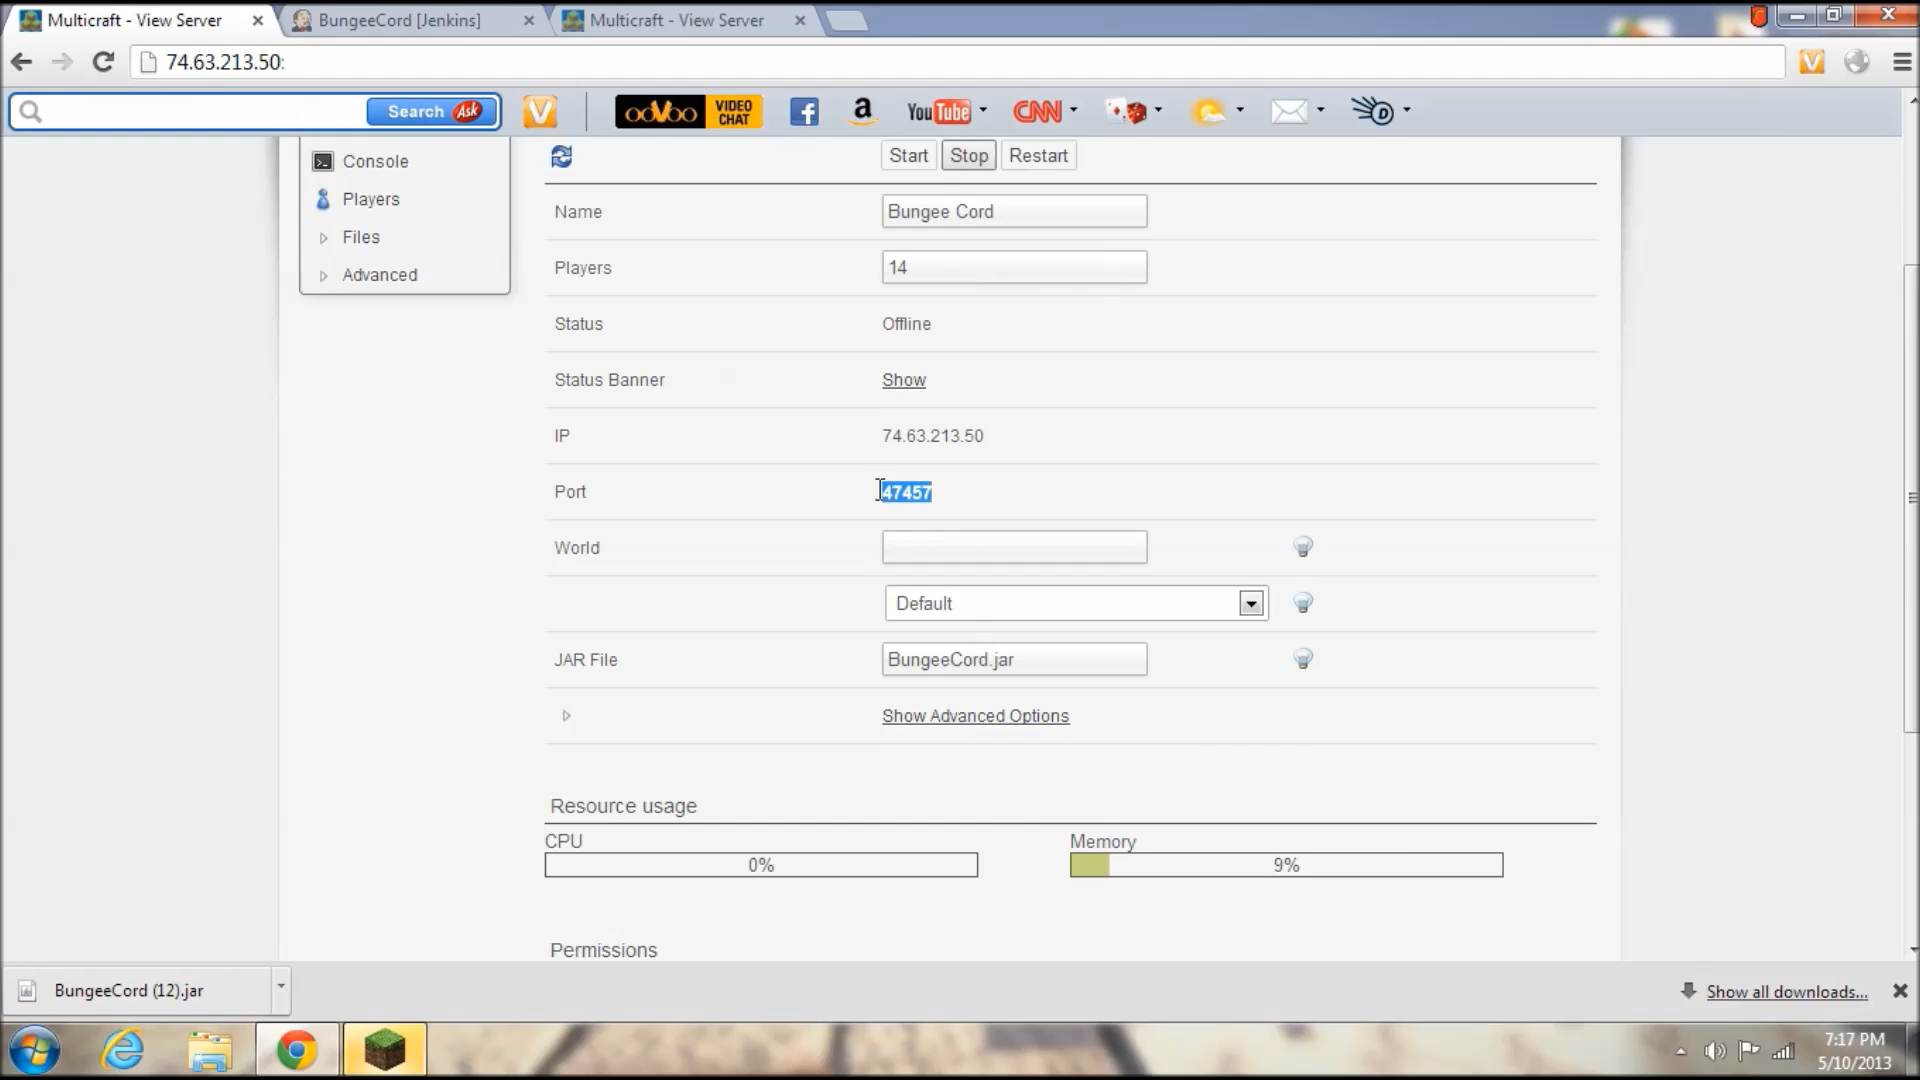 Multicraft - View Server
BungeeCord [Jenkins]
Multicraft - View Server
74.63.213.50:
Search Ask
V
ooVoo VIDEO CHAT
f
a
YouTube
CNN
D
V
Console
Players
Files
Advanced
Start Stop Restart
Name Bungee Cord
Players 14
Status Offline
Status Banner Show
IP 74.63.213.50
Port 47457
World
Default
JAR File BungeeCord.jar
Show Advanced Options
Resource usage
CPU Memory
0% 9%
Permissions
BungeeCord (12).jar
Show all downloads...
7:17 PM
5/10/2013